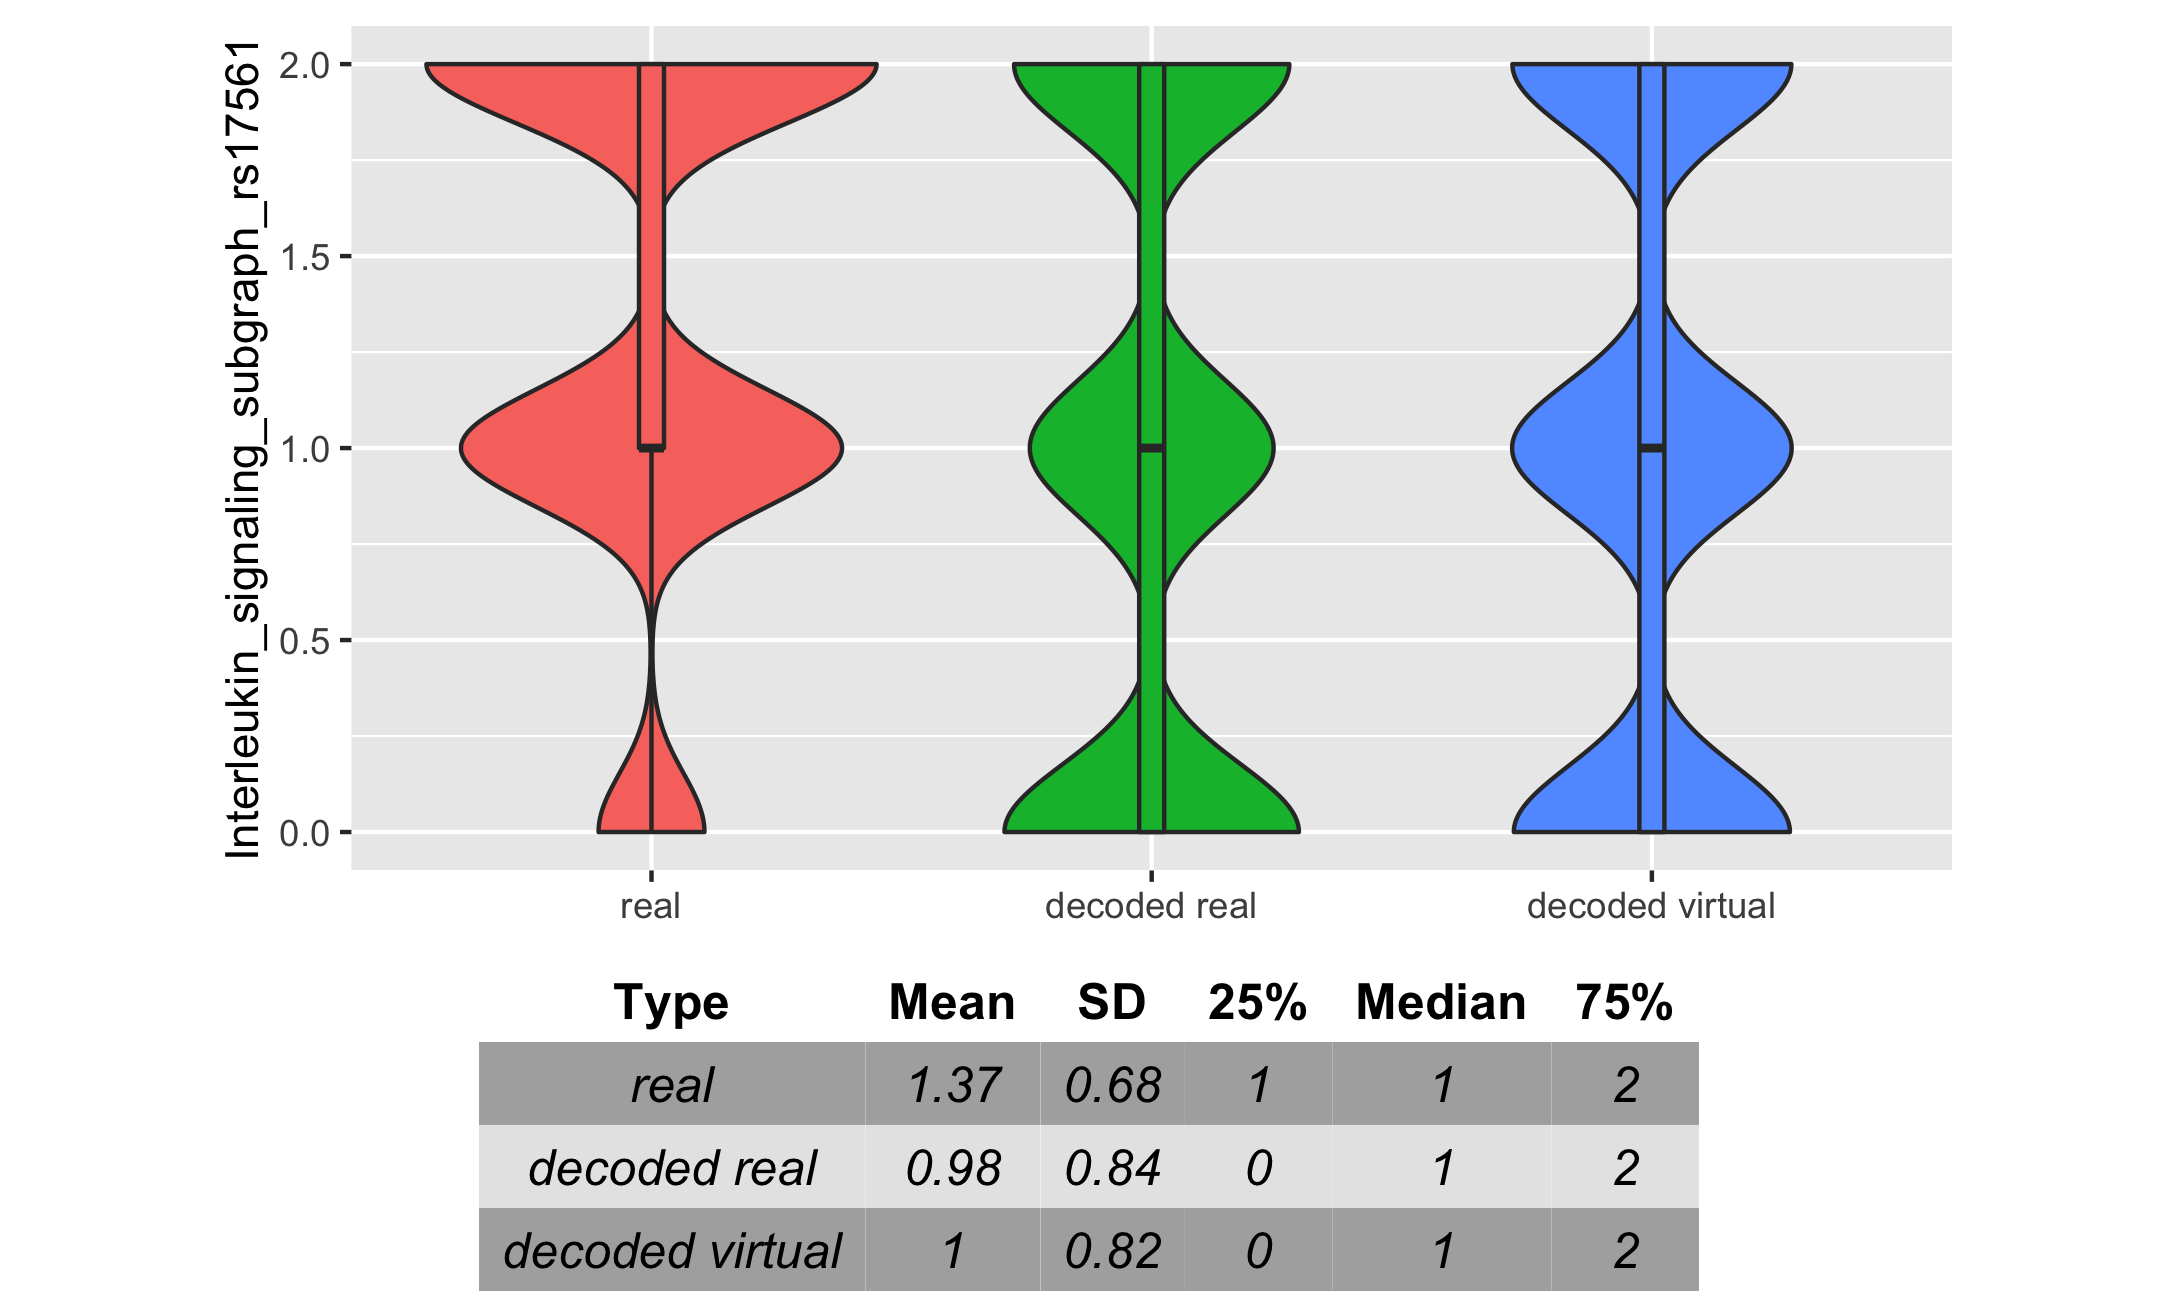 Interleukin_signaling_subgraph_rs17561
2.0
1.5
1.0
0.5
0.0
real decoded real decoded virtual
Type Mean SD 25% Median 75%
real 1.37 0.68 1 1 2
decoded real 0.98 0.84 0 1 2
decoded virtual 1 0.82 0 1 2